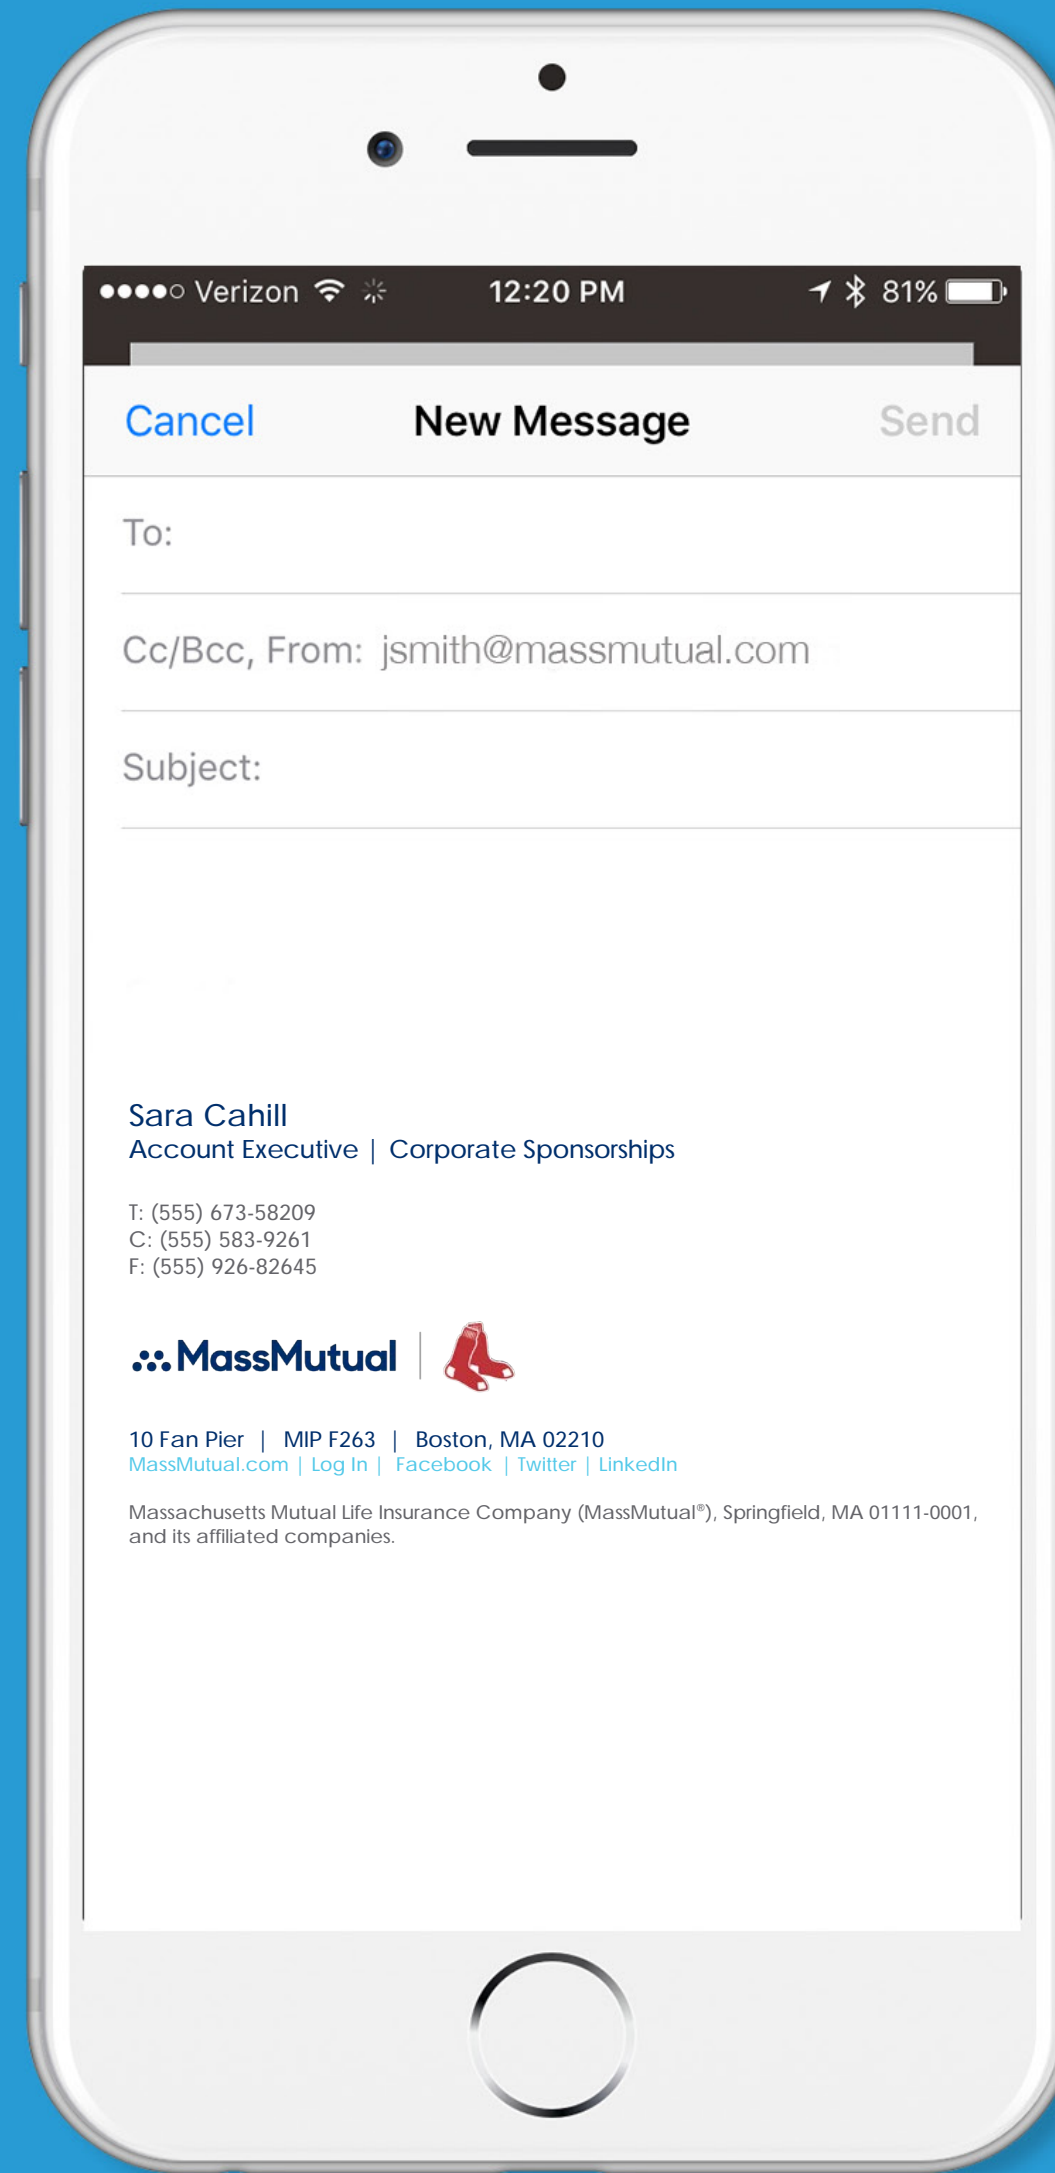 Verizon 12:20 PM 81%
Cancel New Message Send
To:
Cc/Bcc, From: jsmith@massmutual.com
Subject:
Sara Cahill
Account Executive | Corporate Sponsorships
T: (555) 673-58209
C: (555) 583-9261
F: (555) 926-82645
MassMutual |
10 Fan Pier | MIP F263 | Boston, MA 02210
MassMutual.com | Log In | Facebook | Twitter | LinkedIn
Massachusetts Mutual Life Insurance Company (MassMutual®), Springfield, MA 01111-0001,
and its affiliated companies.